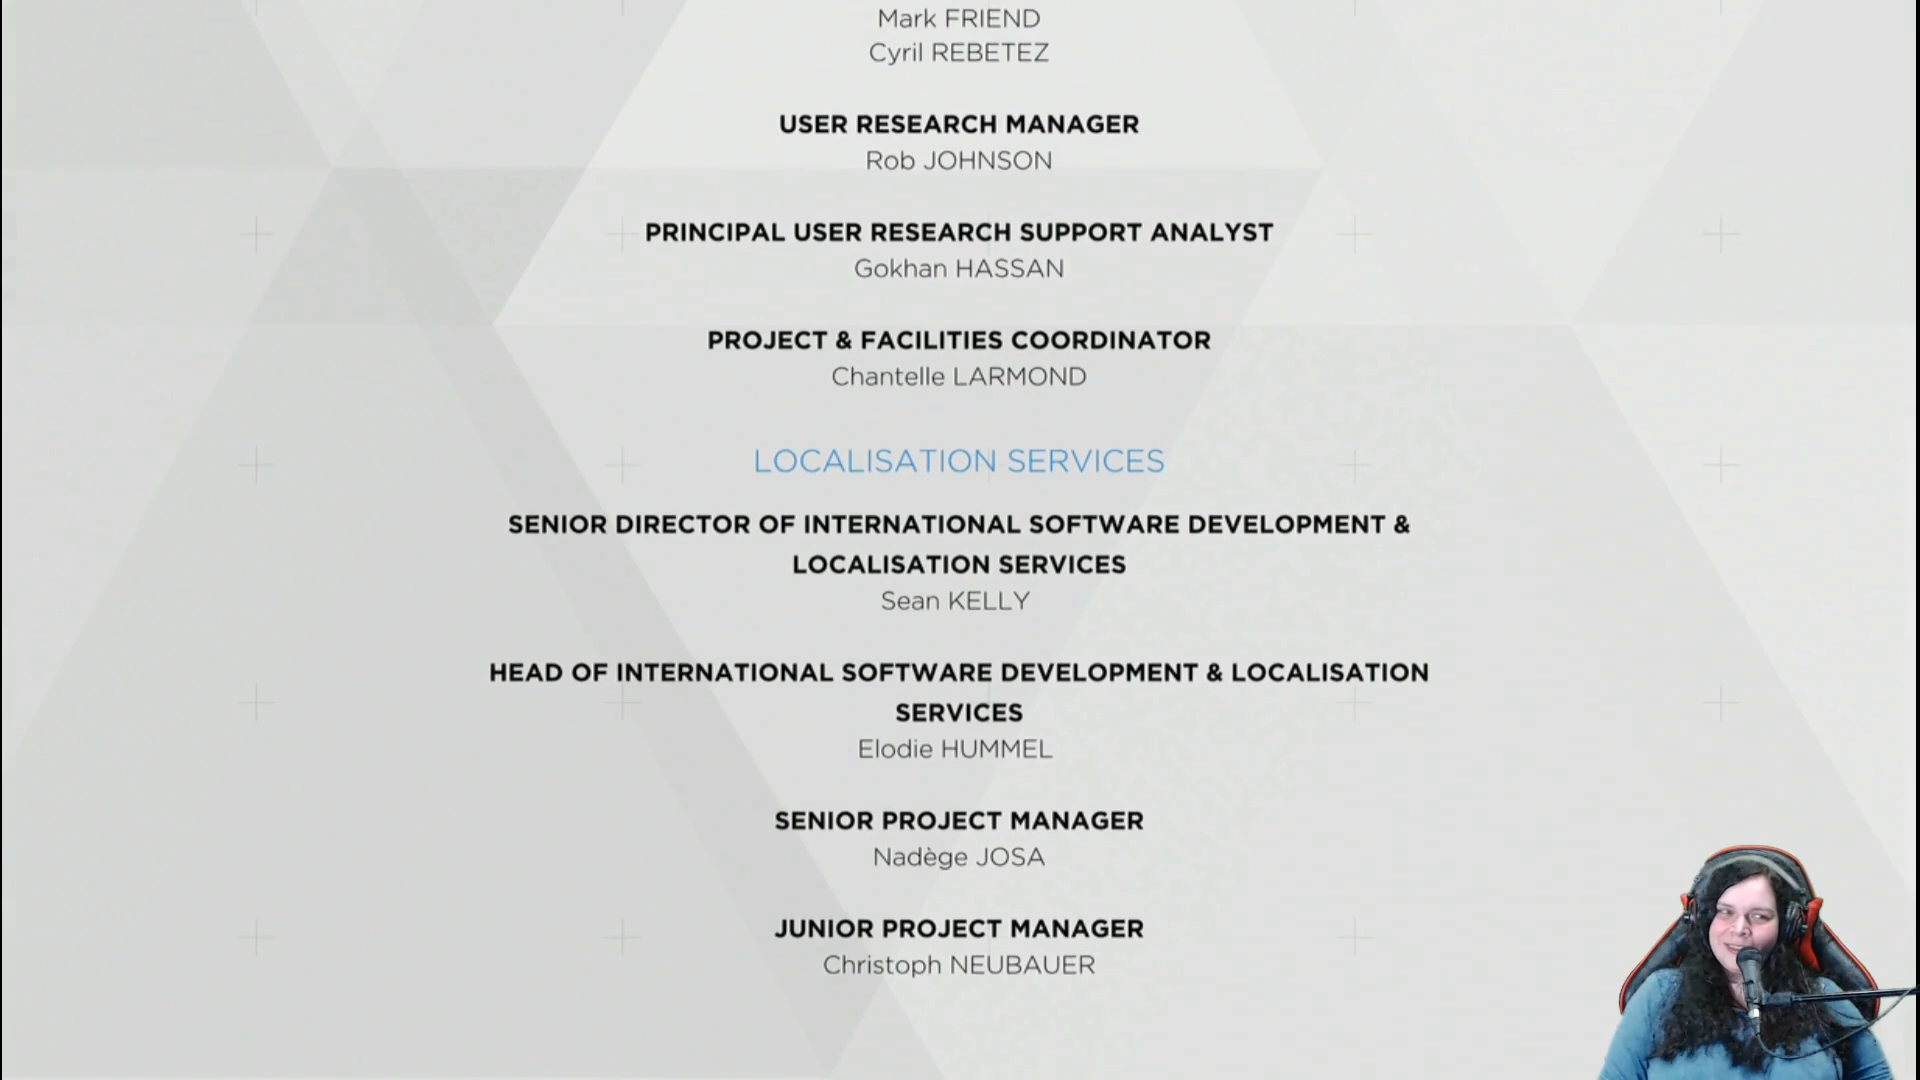 Mark FRIEND
Cyril REBETEZ
USER RESEARCH MANAGER
Rob JOHNSON
PRINCIPAL USER RESEARCH SUPPORT ANALYST
Gokhan HASSAN
PROJECT & FACILITIES COORDINATOR
Chantelle LARMOND
LOCALISATION SERVICES
SENIOR DIRECTOR OF INTERNATIONAL SOFTWARE DEVELOPMENT &
LOCALISATION SERVICES
Sean KELLY
HEAD OF INTERNATIONAL SOFTWARE DEVELOPMENT & LOCALISATION
SERVICES
Elodie HUMMEL
SENIOR PROJECT MANAGER
Nadège JOSA
JUNIOR PROJECT MANAGER
Christoph NEUBAUER